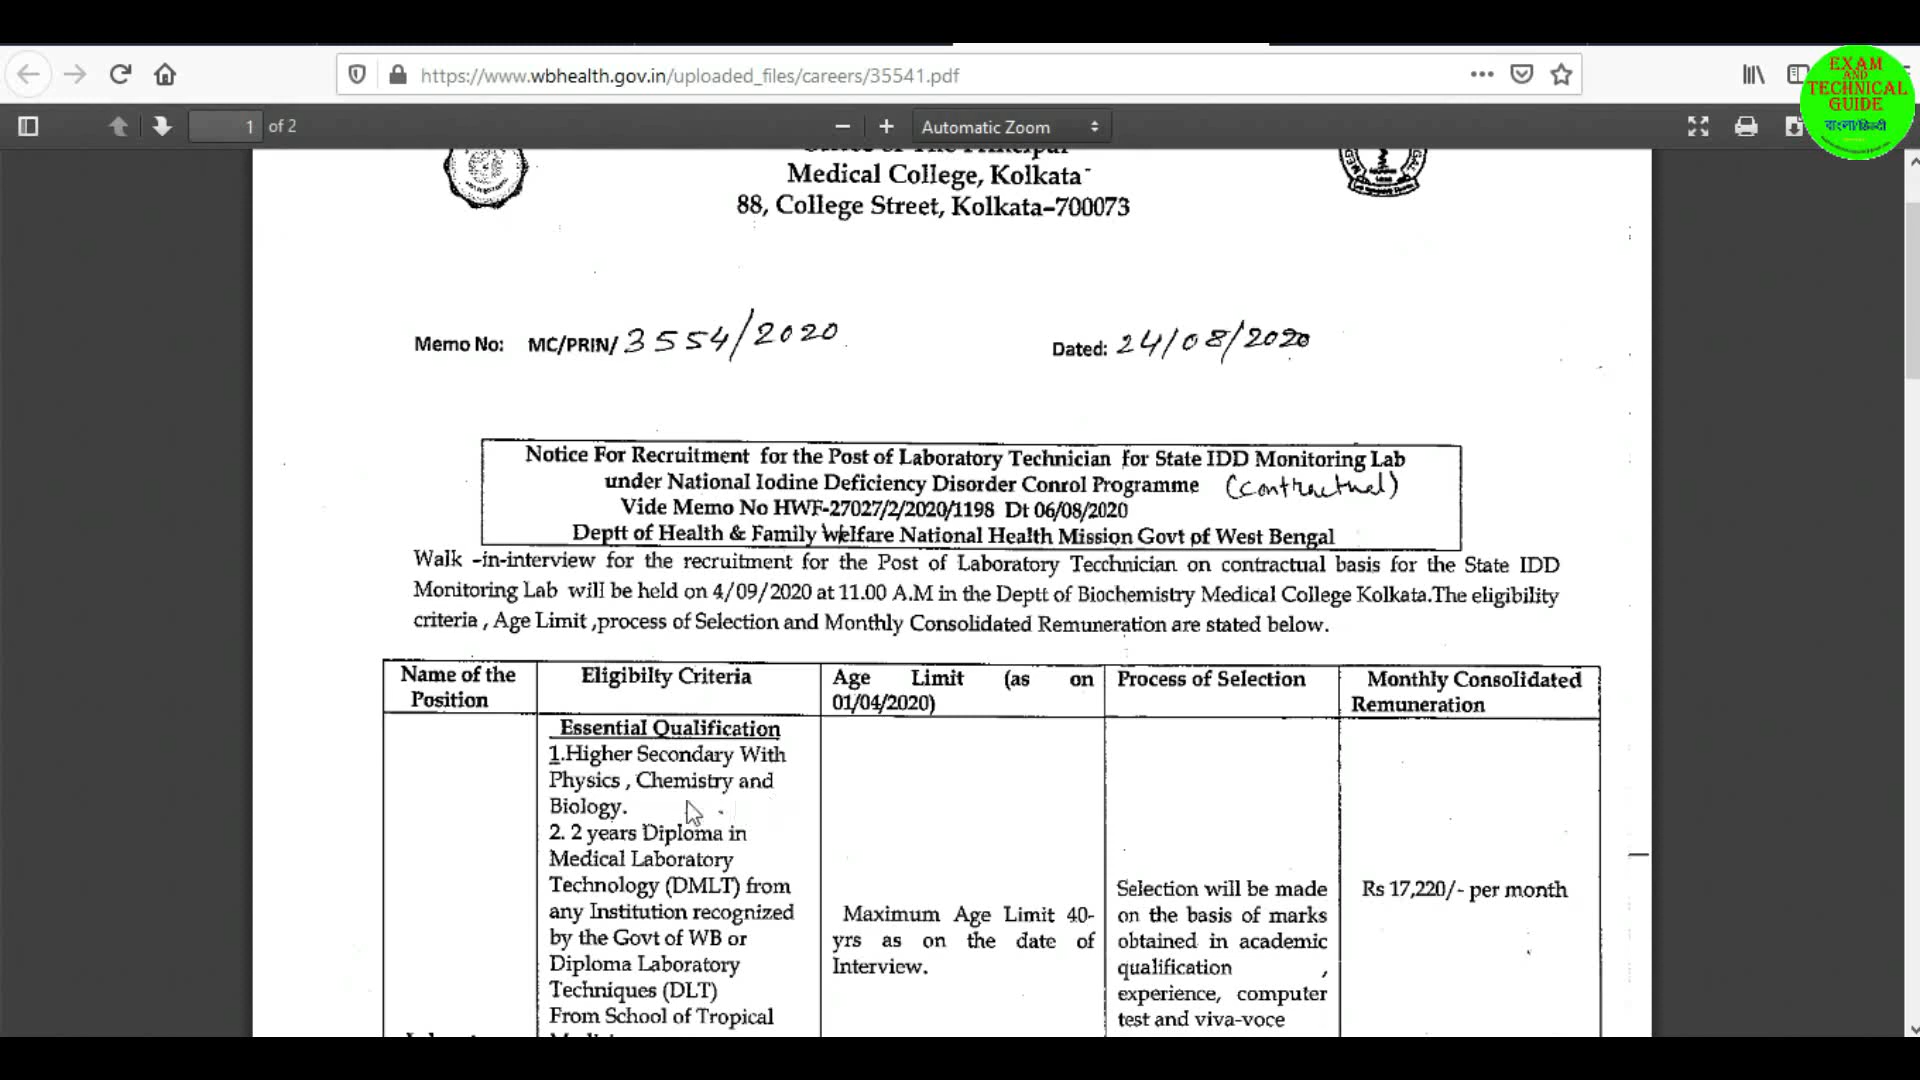 https://www.wbhealth.gov.in/uploaded_files/careers/35541.pdf
EXAM
AND
TECHNICAL
GUIDE
বাংলা/हिन्दी
1 of 2
Automatic Zoom
Office of The Principal
Medical College, Kolkata
88, College Street, Kolkata-700073
Memo No: MC/PRIN/ 3554/2020
Dated: 24/08/2020
Notice For Recruitment for the Post of Laboratory Technician for State IDD Monitoring Lab
under National Iodine Deficiency Disorder Conrol Programme (contractual)
Vide Memo No HWF-27027/2/2020/1198 Dt 06/08/2020
Deptt of Health & Family Welfare National Health Mission Govt of West Bengal
Walk -in-interview for the recruitment for the Post of Laboratory Tecchnician on contractual basis for the State IDD
Monitoring Lab will be held on 4/09/2020 at 11.00 A.M in the Deptt of Biochemistry Medical College Kolkata.The eligibility
criteria , Age Limit ,process of Selection and Monthly Consolidated Remuneration are stated below.
Name of the
Position
Eligibilty Criteria
Age Limit (as on
01/04/2020)
Process of Selection
Monthly Consolidated
Remuneration
Essential Qualification
1.Higher Secondary With
Physics , Chemistry and
Biology.
2. 2 years Diploma in
Medical Laboratory
Technology (DMLT) from
any Institution recognized
by the Govt of WB or
Diploma Laboratory
Techniques (DLT)
From School of Tropical
Maximum Age Limit 40-
yrs as on the date of
Interview.
Selection will be made
on the basis of marks
obtained in academic
qualification ,
experience, computer
test and viva-voce
Rs 17,220/- per month